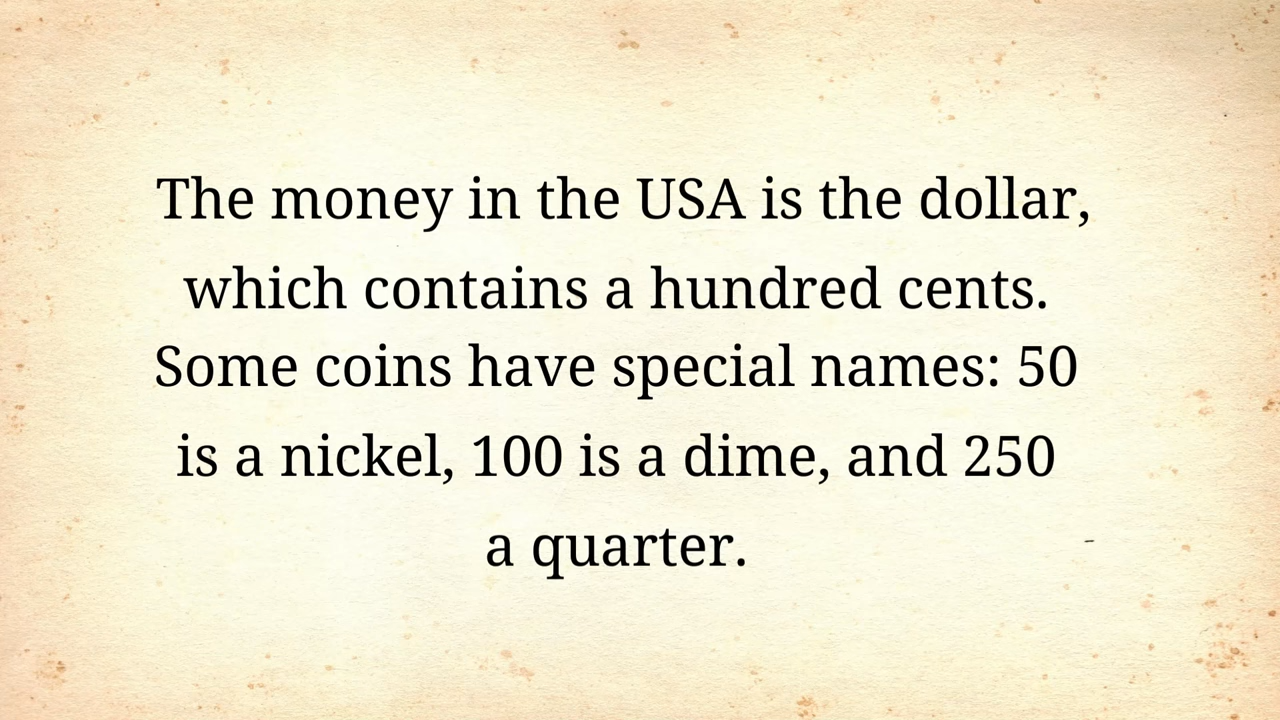 The money in the USA is the dollar,
which contains a hundred cents.
Some coins have special names: 50
is a nickel, 100 is a dime, and 250
a quarter.